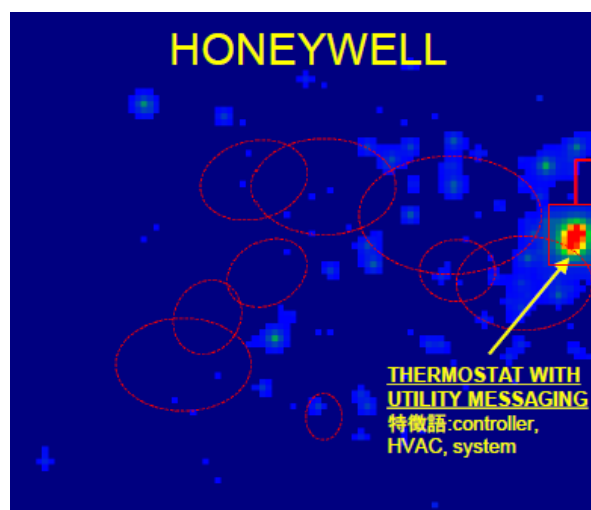 HONEYWELL
THERMOSTAT WITH
UTILITY MESSAGING
特徴語:controller,
HVAC, system